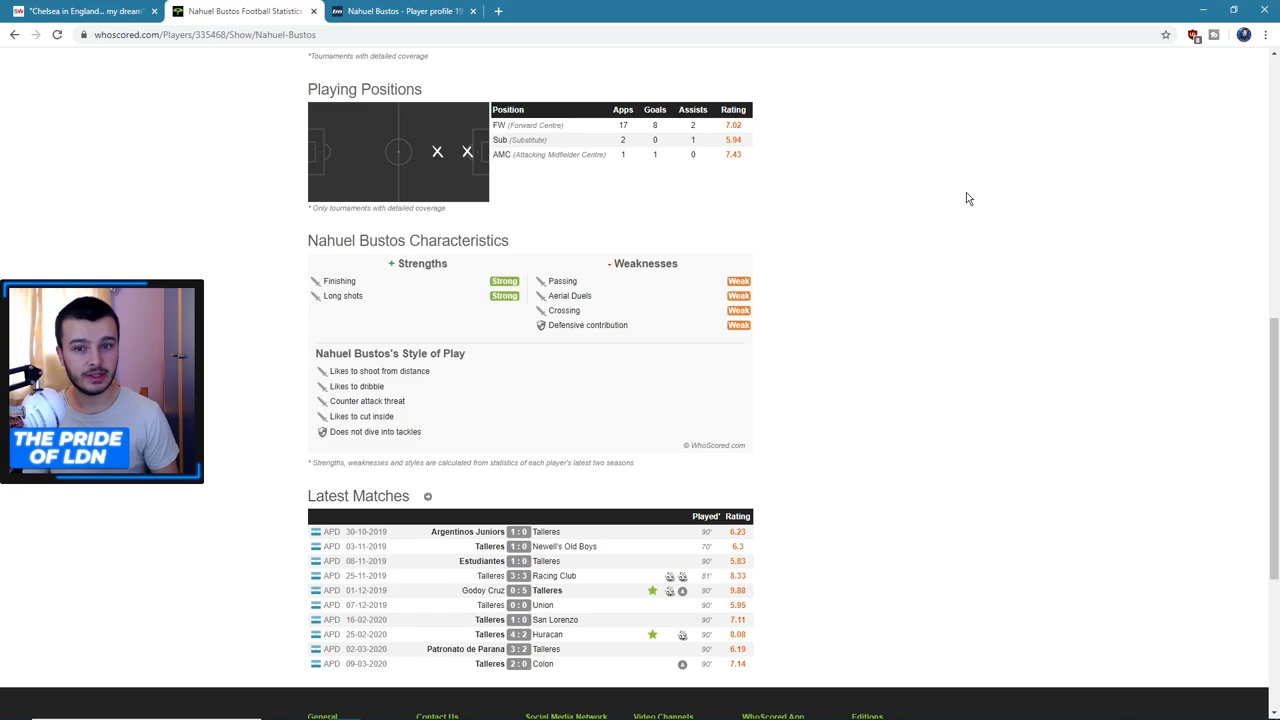 "Chelsea in England... my dream"
Nahuel Bustos Football Statistics
Nahuel Bustos - Player profile 19
whoscored.com/Players/335468/Show/Nahuel-Bustos
*Tournaments with detailed coverage
Playing Positions
Position Apps Goals Assists Rating
FW (Forward Centre) 17 8 2 7.02
Sub (Substitute) 2 0 1 5.94
AMC (Attacking Midfielder Centre) 1 1 0 7.43
* Only tournaments with detailed coverage
Nahuel Bustos Characteristics
+ Strengths
- Weaknesses
Finishing Strong
Passing Weak
Long shots Strong
Aerial Duels Weak
Crossing Weak
Defensive contribution Weak
Nahuel Bustos's Style of Play
Likes to shoot from distance
Likes to dribble
Counter attack threat
Likes to cut inside
Does not dive into tackles
© WhoScored.com
* Strengths, weaknesses and styles are calculated from statistics of each player's latest two seasons
THE PRIDE
OF LDN
Latest Matches
Played' Rating
APD 30-10-2019 Argentinos Juniors 1 : 0 Talleres 90' 6.23
APD 03-11-2019 Talleres 1 : 0 Newell's Old Boys 70' 6.3
APD 08-11-2019 Estudiantes 1 : 0 Talleres 90' 5.83
APD 25-11-2019 Talleres 3 : 3 Racing Club 81' 8.33
APD 01-12-2019 Godoy Cruz 0 : 5 Talleres A 90' 9.88
APD 07-12-2019 Talleres 0 : 0 Union 90' 5.95
APD 16-02-2020 Talleres 1 : 0 San Lorenzo 90' 7.11
APD 25-02-2020 Talleres 4 : 2 Huracan 90' 8.08
APD 02-03-2020 Patronato de Parana 3 : 2 Talleres 90' 6.19
APD 09-03-2020 Talleres 2 : 0 Colon A 90' 7.14
General Contact Us Social Media Network Video Channels WhoScored App Editions